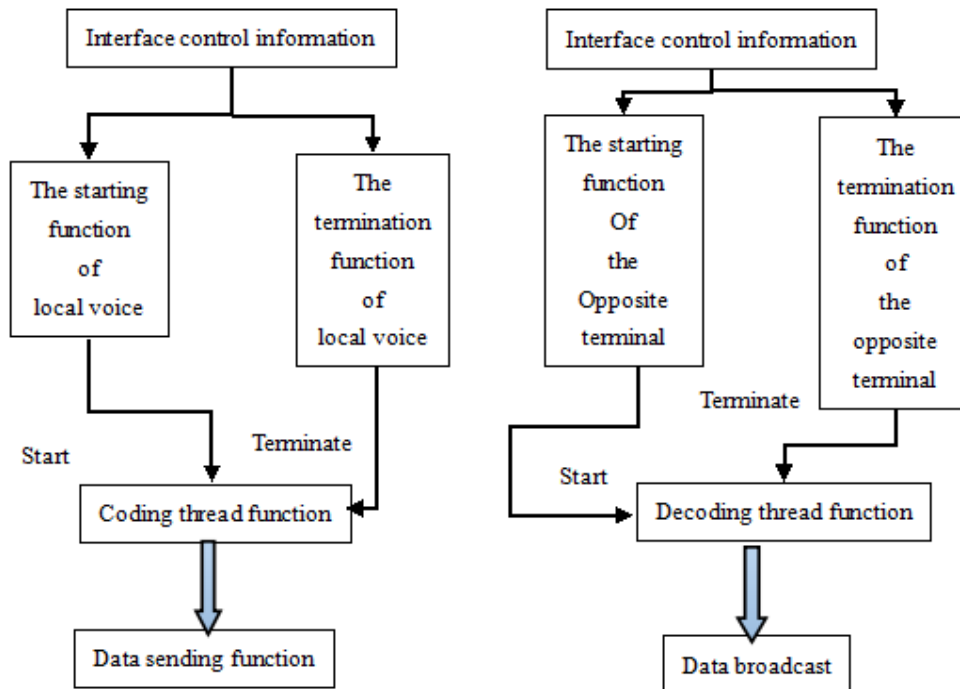 Interface control information
The starting
function
of
local voice
The
termination
function
of
local voice
Start
Terminate
Coding thread function
Data sending function
Interface control information
The starting
function
Of
the
Opposite
terminal
The
termination
function
of
the
opposite
terminal
Terminate
Start
Decoding thread function
Data broadcast